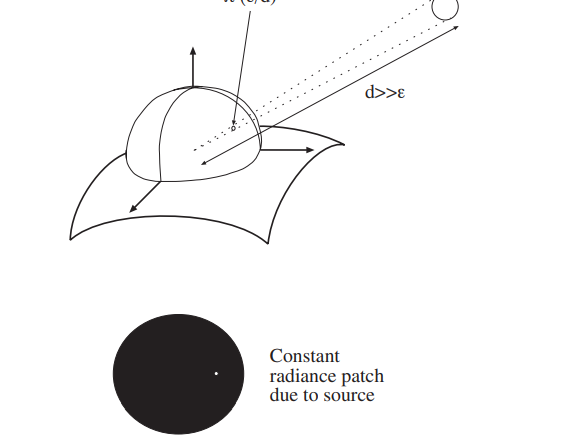 d>>ε
Constant
radiance patch
due to source